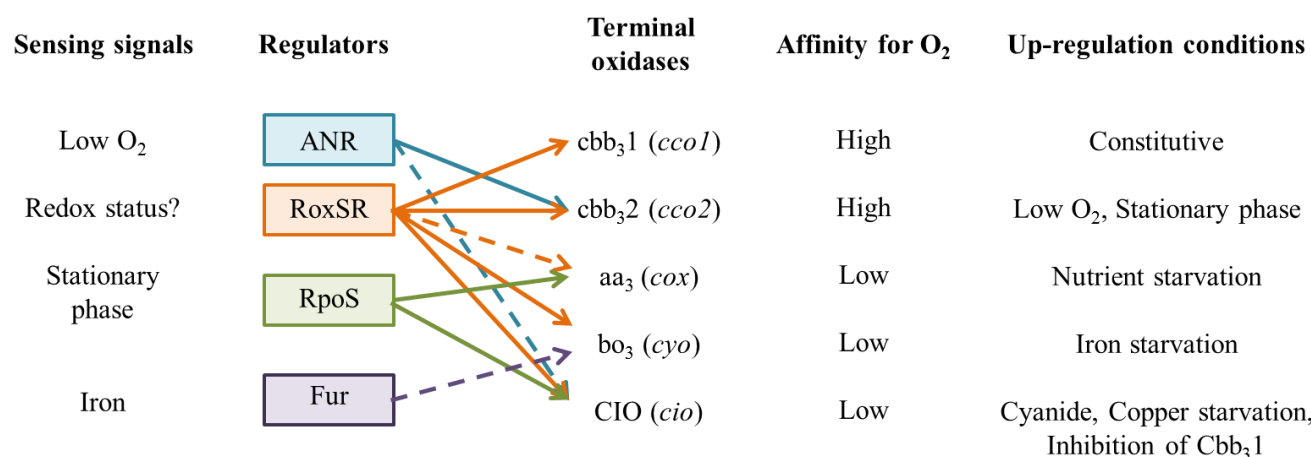 Sensing signals Regulators Terminal oxidases Affinity for O₂ Up-regulation conditions
Low O₂ ANR cbb₃1 (cco1) High Constitutive
Redox status? RoxSR cbb₃2 (cco2) High Low O₂, Stationary phase
Stationary phase RpoS aa₃ (cox) Low Nutrient starvation
bo₃ (cyo) Low Iron starvation
Iron Fur CIO (cio) Low Cyanide, Copper starvation,
Inhibition of Cbb₃1